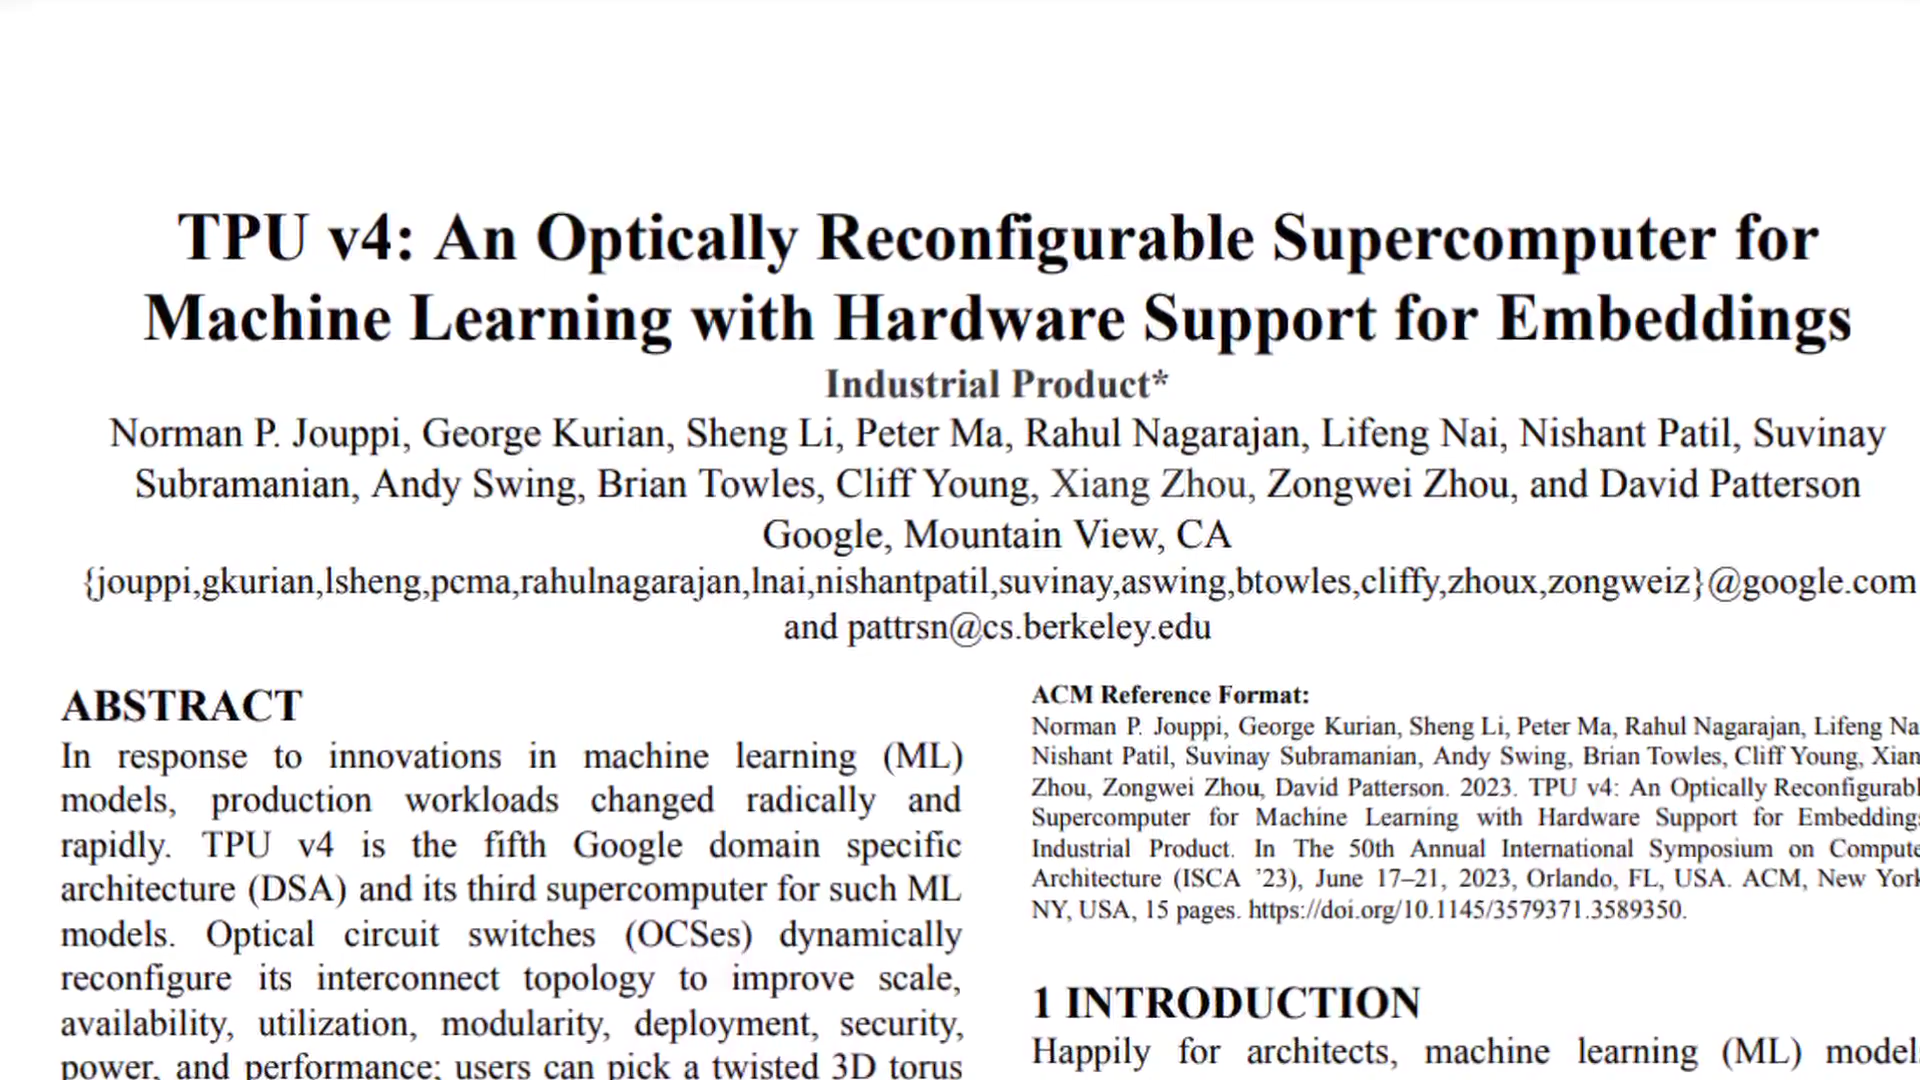 TPU v4: An Optically Reconfigurable Supercomputer for
Machine Learning with Hardware Support for Embeddings
Industrial Product*
Norman P. Jouppi, George Kurian, Sheng Li, Peter Ma, Rahul Nagarajan, Lifeng Nai, Nishant Patil, Suvinay
Subramanian, Andy Swing, Brian Towles, Cliff Young, Xiang Zhou, Zongwei Zhou, and David Patterson
Google, Mountain View, CA
{jouppi,gkurian,lsheng,pcma,rahulnagarajan,lnai,nishantpatil,suvinay,aswing,btowles,cliffy,zhoux,zongweiz}@google.com
and pattrsn@cs.berkeley.edu
ABSTRACT
In response to innovations in machine learning (ML)
models, production workloads changed radically and
rapidly. TPU v4 is the fifth Google domain specific
architecture (DSA) and its third supercomputer for such ML
models. Optical circuit switches (OCSes) dynamically
reconfigure its interconnect topology to improve scale,
availability, utilization, modularity, deployment, security,
power, and performance; users can pick a twisted 3D torus
ACM Reference Format:
Norman P. Jouppi, George Kurian, Sheng Li, Peter Ma, Rahul Nagarajan, Lifeng Na
Nishant Patil, Suvinay Subramanian, Andy Swing, Brian Towles, Cliff Young, Xian
Zhou, Zongwei Zhou, David Patterson. 2023. TPU v4: An Optically Reconfigurabl
Supercomputer for Machine Learning with Hardware Support for Embeddings
Industrial Product. In The 50th Annual International Symposium on Compute
Architecture (ISCA ’23), June 17–21, 2023, Orlando, FL, USA. ACM, New York
NY, USA, 15 pages. https://doi.org/10.1145/3579371.3589350.
1 INTRODUCTION
Happily for architects, machine learning (ML) models